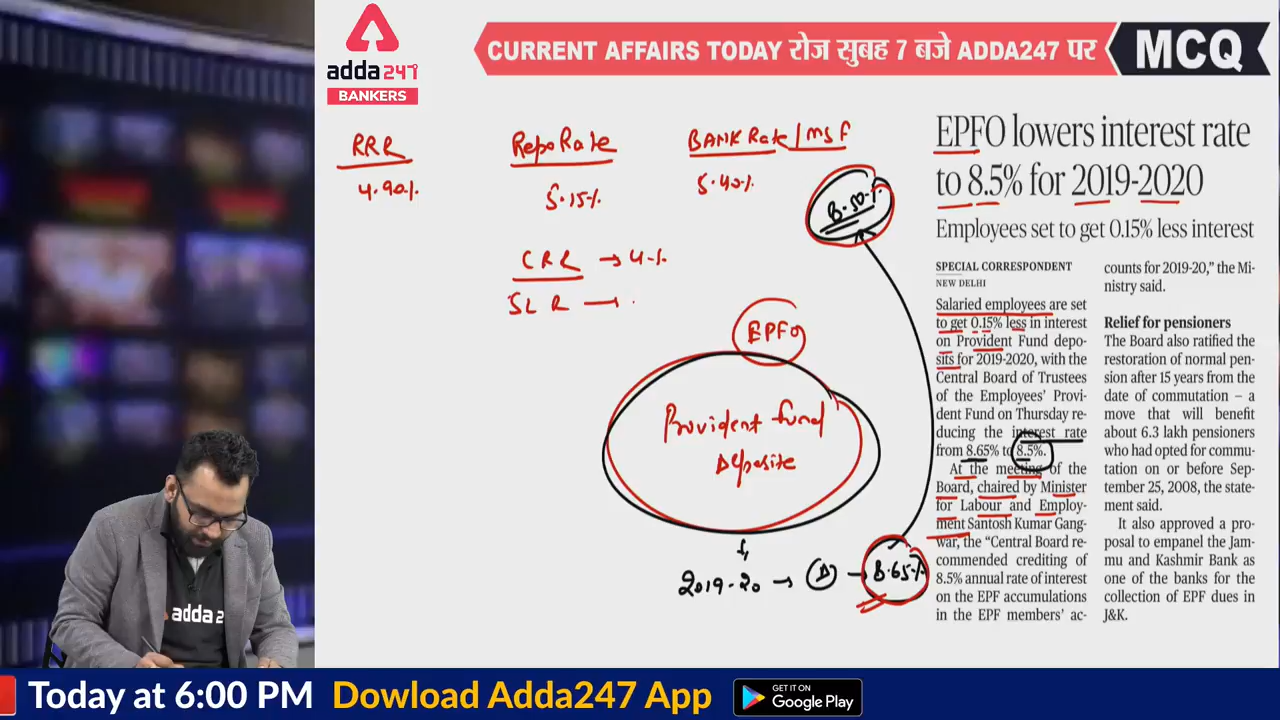 adda247
BANKERS
CURRENT AFFAIRS TODAY रोज सुबह 7 बजे ADDA247 पर
MCQ
RRR
4.90%
Repo Rate
5.15%
BANK Rate/MSF
5.40%
8.50%
CRR → 4%
SLR →
EPFO
Provident fund
Deposite
2019-20 → → 8.65%
EPFO lowers interest rate
to 8.5% for 2019-2020
Employees set to get 0.15% less interest
SPECIAL CORRESPONDENT
NEW DELHI
Salaried employees are set
to get 0.15% less in interest
on Provident Fund depo-
sits for 2019-2020, with the
Central Board of Trustees
of the Employees' Provi-
dent Fund on Thursday re-
ducing the interest rate
from 8.65% to 8.5%.
At the meeting of the
Board, chaired by Minister
for Labour and Employ-
ment Santosh Kumar Gang-
war, the “Central Board re-
commended crediting of
8.5% annual rate of interest
on the EPF accumulations
in the EPF members' ac-
counts for 2019-20,” the Mi-
nistry said.
Relief for pensioners
The Board also ratified the
restoration of normal pen-
sion after 15 years from the
date of commutation – a
move that will benefit
about 6.3 lakh pensioners
who had opted for commu-
tation on or before Sep-
tember 25, 2008, the state-
ment said.
It also approved a pro-
posal to empanel the Jam-
mu and Kashmir Bank as
one of the banks for the
collection of EPF dues in
J&K.
adda 2
Today at 6:00 PM Dowload Adda247 App
GET IT ON
Google Play